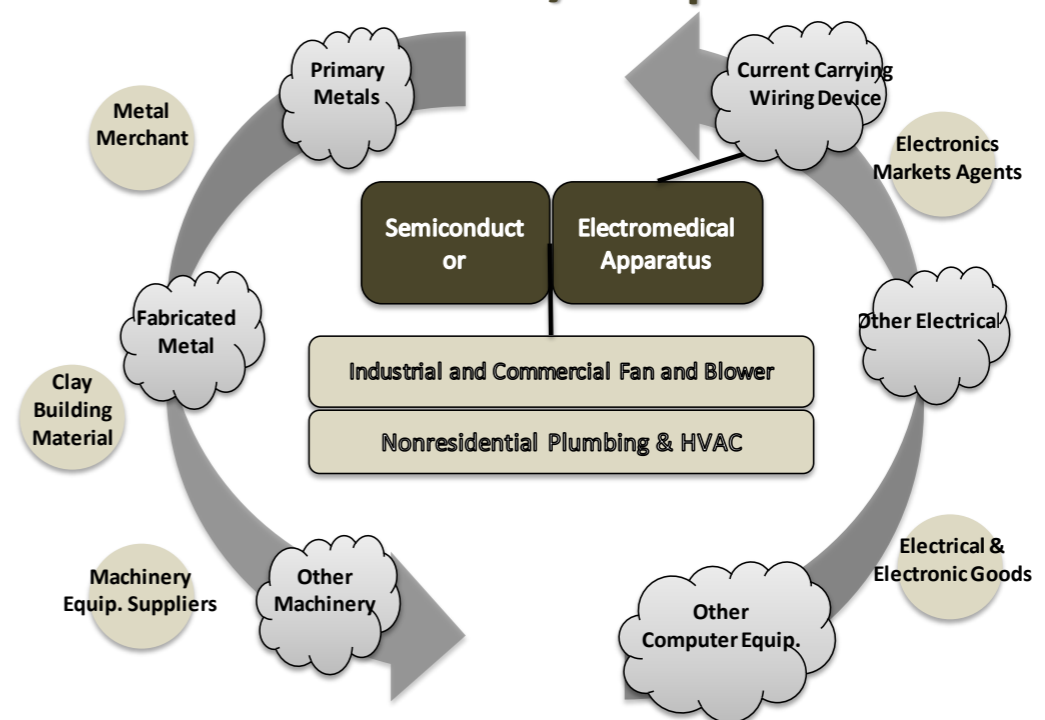 Primary
Metals
Current Carrying
Wiring Device
Metal
Merchant
Electronics
Markets Agents
Semiconduct
or
Electromedical
Apparatus
Fabricated
Metal
Other Electrical
Industrial and Commercial Fan and Blower
Clay
Building
Material
Nonresidential Plumbing & HVAC
Machinery
Equip. Suppliers
Other
Machinery
Electrical &
Electronic Goods
Other
Computer Equip.